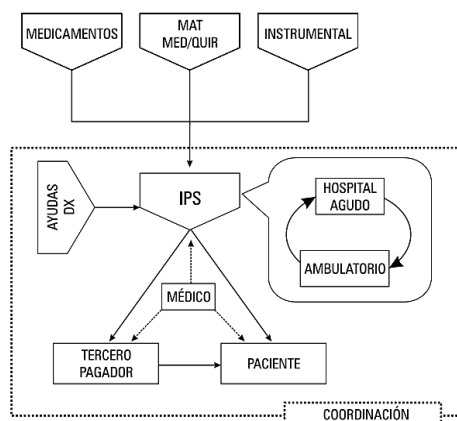 MEDICAMENTOS
MAT
MED/QUIR
INSTRUMENTAL
AYUDAS
DX
IPS
HOSPITAL
AGUDO
AMBULATORIO
MÉDICO
TERCERO
PAGADOR
PACIENTE
COORDINACIÓN